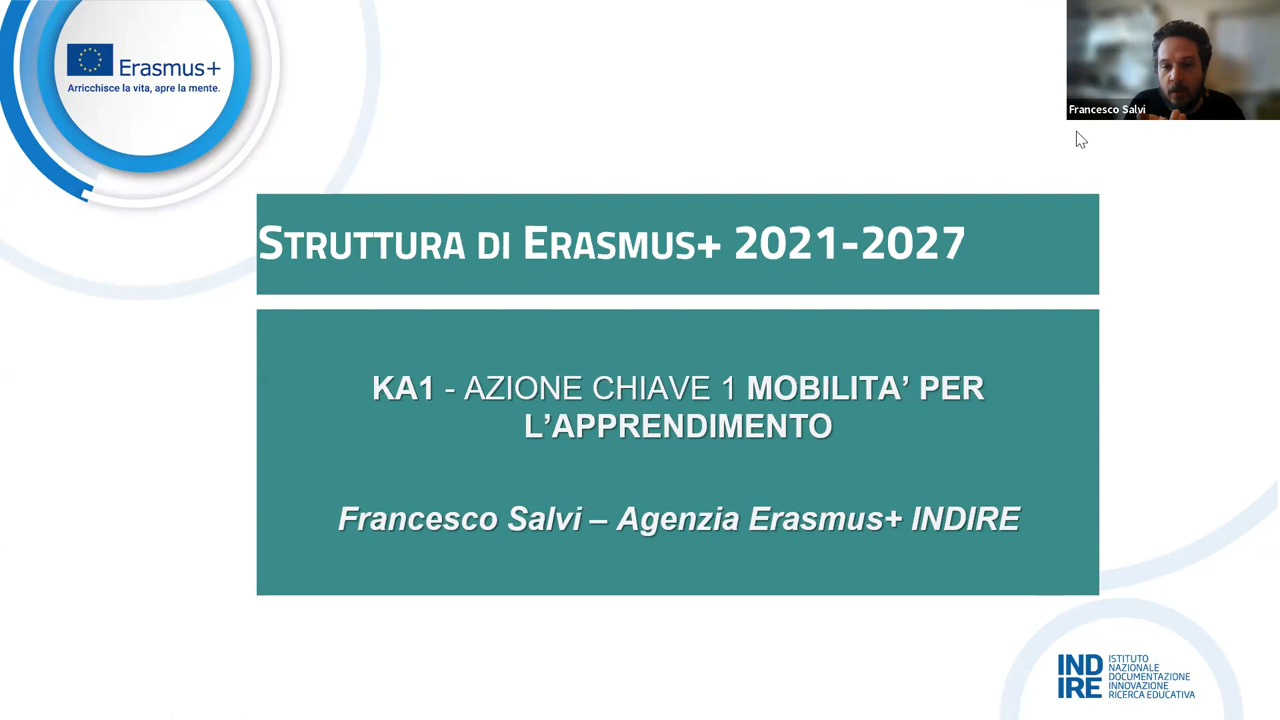 Erasmus+
Arricchisce la vita, apre la mente.
Francesco Salvi
STRUTTURA DI ERASMUS+ 2021-2027
KA1 - AZIONE CHIAVE 1 MOBILITA’ PER
L’APPRENDIMENTO
Francesco Salvi – Agenzia Erasmus+ INDIRE
IND
IRE
ISTITUTO
NAZIONALE
DOCUMENTAZIONE
INNOVAZIONE
RICERCA EDUCATIVA